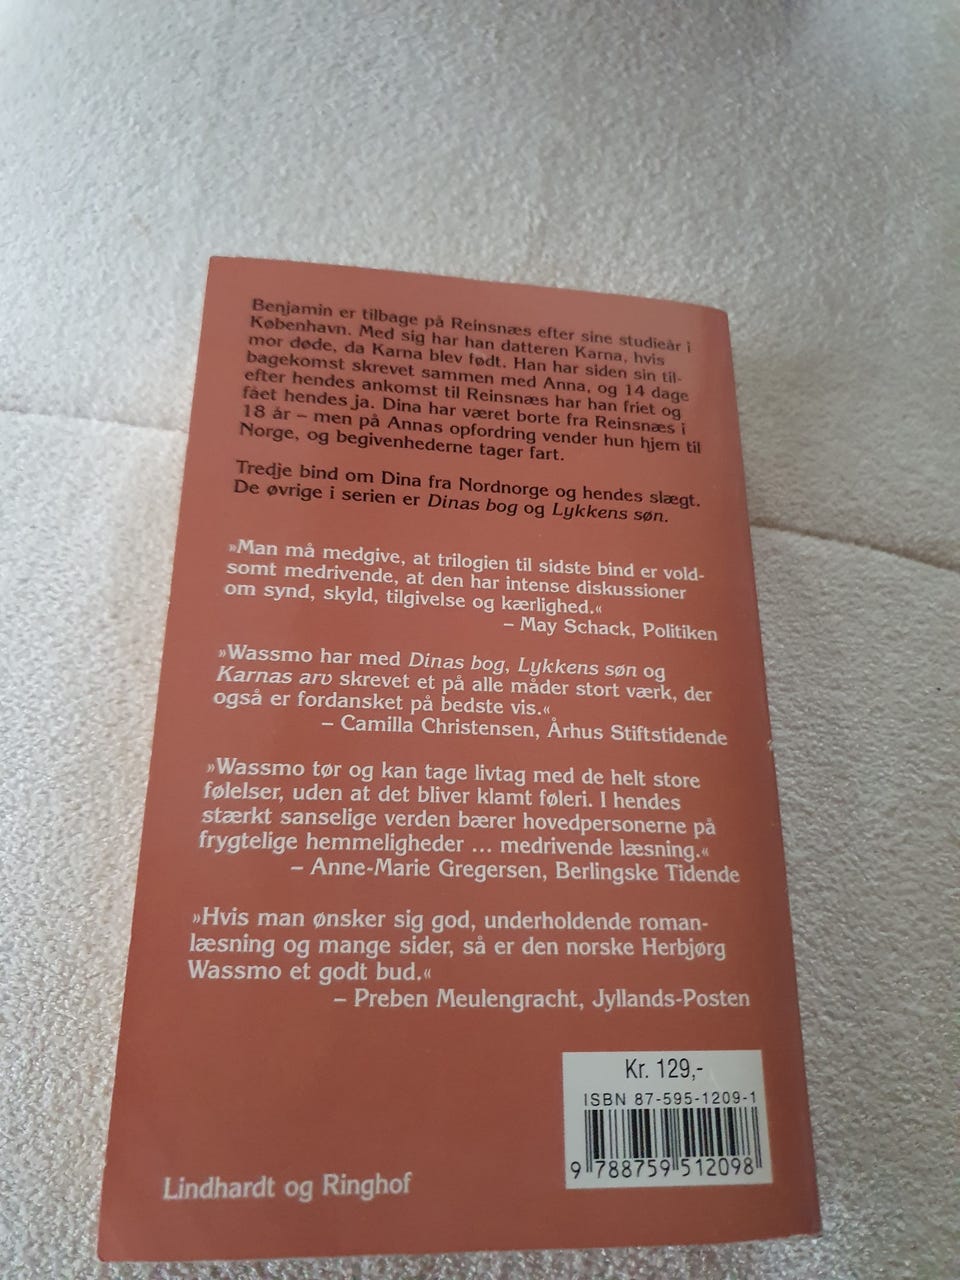 Benjamin er tilbage på Reinsnæs efter sine studieår i
København. Med sig har han datteren Karna, hvis
mor døde, da Karna blev født. Han har siden sin til-
bagekomst skrevet sammen med Anna, og 14 dage
efter hendes ankomst til Reinsnæs har han friet og
fået hendes ja. Dina har været borte fra Reinsnæs i
18 år – men på Annas opfordring vender hun hjem til
Norge, og begivenhederne tager fart.
Tredje bind om Dina fra Nordnorge og hendes slægt.
De øvrige i serien er Dinas bog og Lykkens søn.
»Man må medgive, at trilogien til sidste bind er vold-
somt medrivende, at den har intense diskussioner
om synd, skyld, tilgivelse og kærlighed.«
– May Schack, Politiken
»Wassmo har med Dinas bog, Lykkens søn og
Karnas arv skrevet et på alle måder stort værk, der
også er fordansket på bedste vis.«
– Camilla Christensen, Århus Stiftstidende
»Wassmo tør og kan tage livtag med de helt store
følelser, uden at det bliver klamt føleri. I hendes
stærkt sanselige verden bærer hovedpersonerne på
frygtelige hemmeligheder ... medrivende læsning.«
– Anne-Marie Gregersen, Berlingske Tidende
»Hvis man ønsker sig god, underholdende roman-
læsning og mange sider, så er den norske Herbjørg
Wassmo et godt bud.«
– Preben Meulengracht, Jyllands-Posten
Kr. 129,-
ISBN 87-595-1209-1
9 788759 512098
Lindhardt og Ringhof